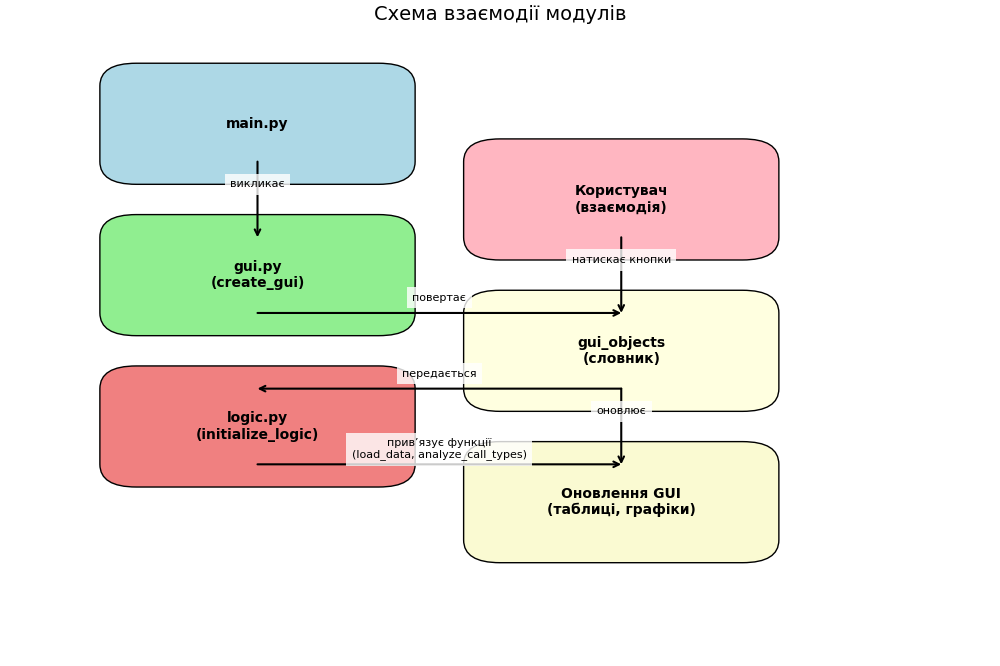 Схема взаємодії модулів
main.py
викликає
Користувач
(взаємодія)
gui.py
(create_gui)
натискає кнопки
повертає
gui_objects
(словник)
передається
оновлює
logic.py
(initialize_logic)
прив’язує функції
(load_data, analyze_call_types)
Оновлення GUI
(таблиці, графіки)